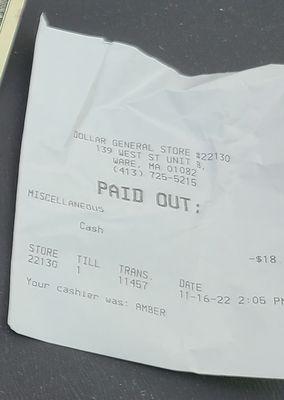 DOLLAR GENERAL STORE #22130
139 WEST ST UNIT B,
WARE, MA 01082
(413) 725-5215
PAID OUT:
MISCELLANEOUS
Cash -$18
STORE TILL TRANS. DATE
22130 1 11457 11-16-22 2:05 PM
Your cashier was: AMBER